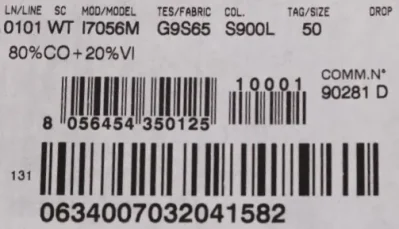 LN/LINE SC MOD/MODEL TES/FABRIC COL. TAG/SIZE DROP
0101 WT I7056M G9S65 S900L 50
80%CO+20%VI
10001
COMM.N°
90281 D
8 056454 350125
131
0634007032041582